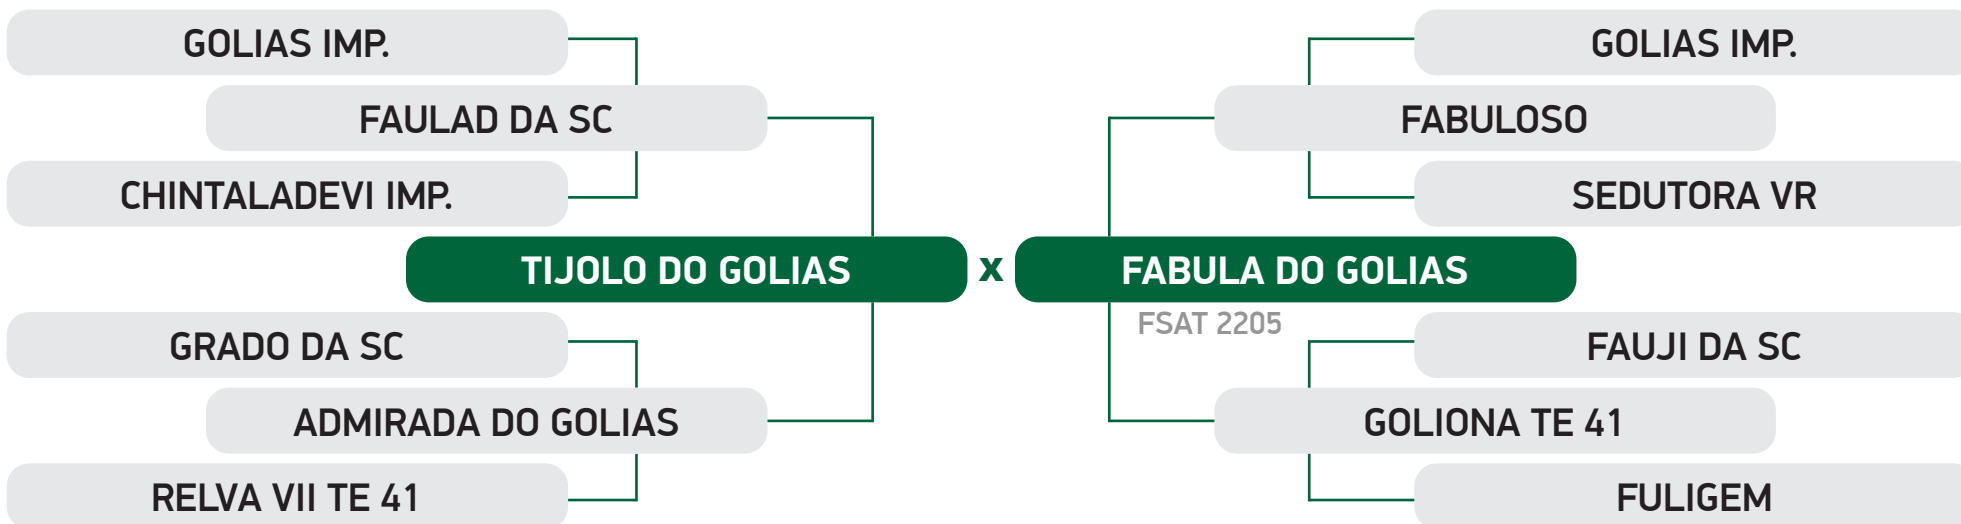 GOLIAS IMP.
GOLIAS IMP.
FAULAD DA SC
FABULOSO
CHINTALADEVI IMP.
SEDUTORA VR
TIJOLO DO GOLIAS x FABULA DO GOLIAS
FSAT 2205
GRADO DA SC
FAUJI DA SC
ADMIRADA DO GOLIAS
GOLIONA TE 41
RELVA VII TE 41
FULIGEM